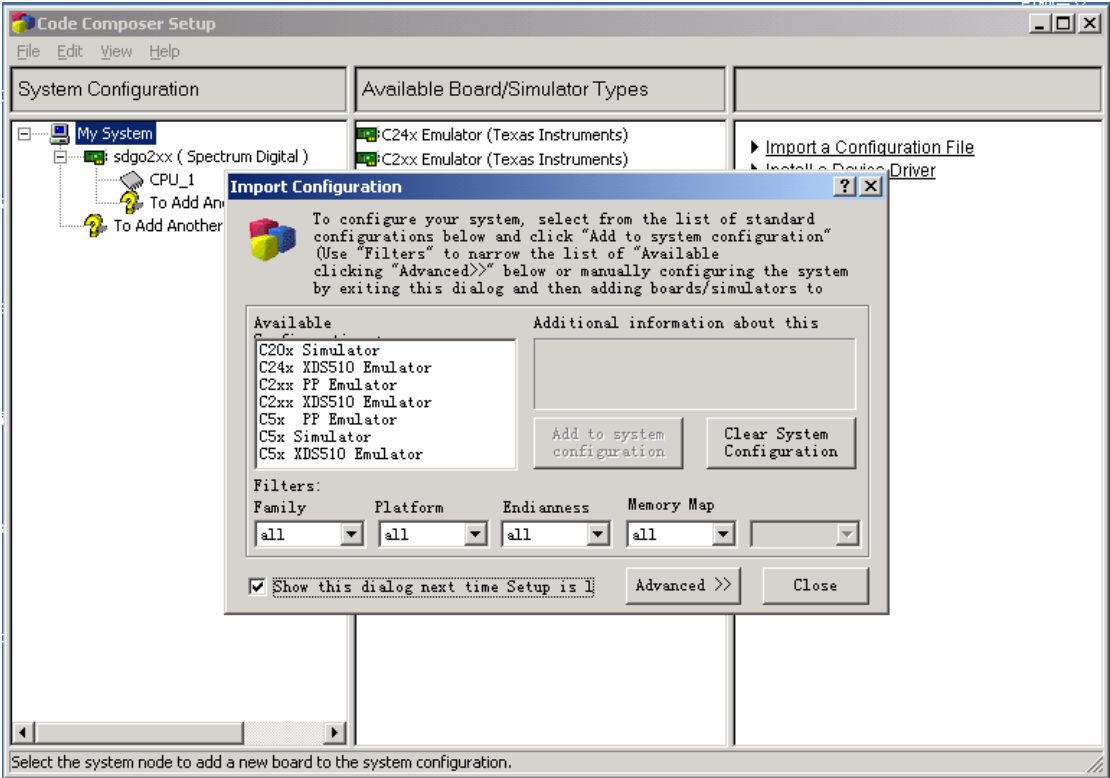 Code Composer Setup
File Edit View Help
System Configuration
Available Board/Simulator Types
My System
sdgo2xx ( Spectrum Digital )
CPU_1
To Add An
To Add Another
C24x Emulator (Texas Instruments)
C2xx Emulator (Texas Instruments)
Import a Configuration File
Install a Device Driver
Import Configuration
To configure your system, select from the list of standard
configurations below and click "Add to system configuration"
(Use "Filters" to narrow the list of "Available
clicking "Advanced>>" below or manually configuring the system
by exiting this dialog and then adding boards/simulators to
Available
Additional information about this
C20x Simulator
C24x XDS510 Emulator
C2xx PP Emulator
C2xx XDS510 Emulator
C5x PP Emulator
C5x Simulator
C5x XDS510 Emulator
Add to system
configuration
Clear System
Configuration
Filters:
Family Platform Endianness Memory Map
all all all all
Show this dialog next time Setup is l
Advanced >>
Close
Select the system node to add a new board to the system configuration.